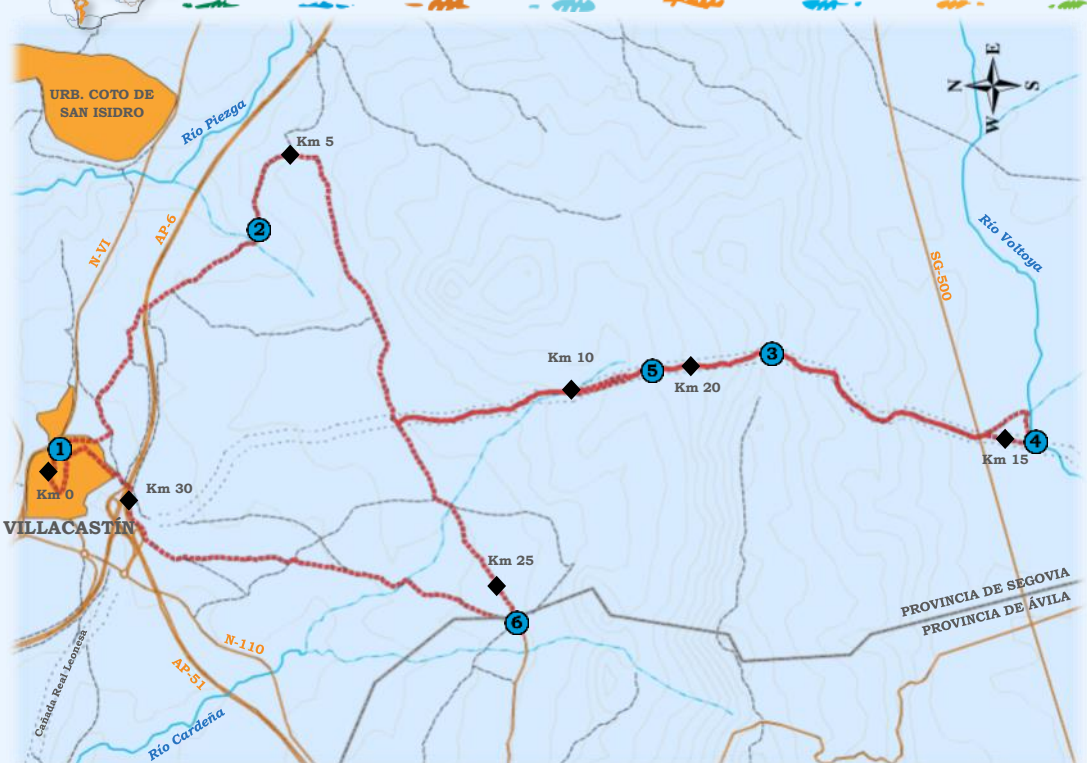 URB. COTO DE
SAN ISIDRO
Río Piezga
Km 5
E
N
S
W
N-VI
AP-6
2
Río Voltoya
SG-500
Km 10
5
Km 20
3
1
Km 0
Km 30
VILLACASTÍN
4
Km 15
Km 25
6
PROVINCIA DE SEGOVIA
PROVINCIA DE ÁVILA
N-110
AP-51
Cañada Real Leonesa
Río Cardeña